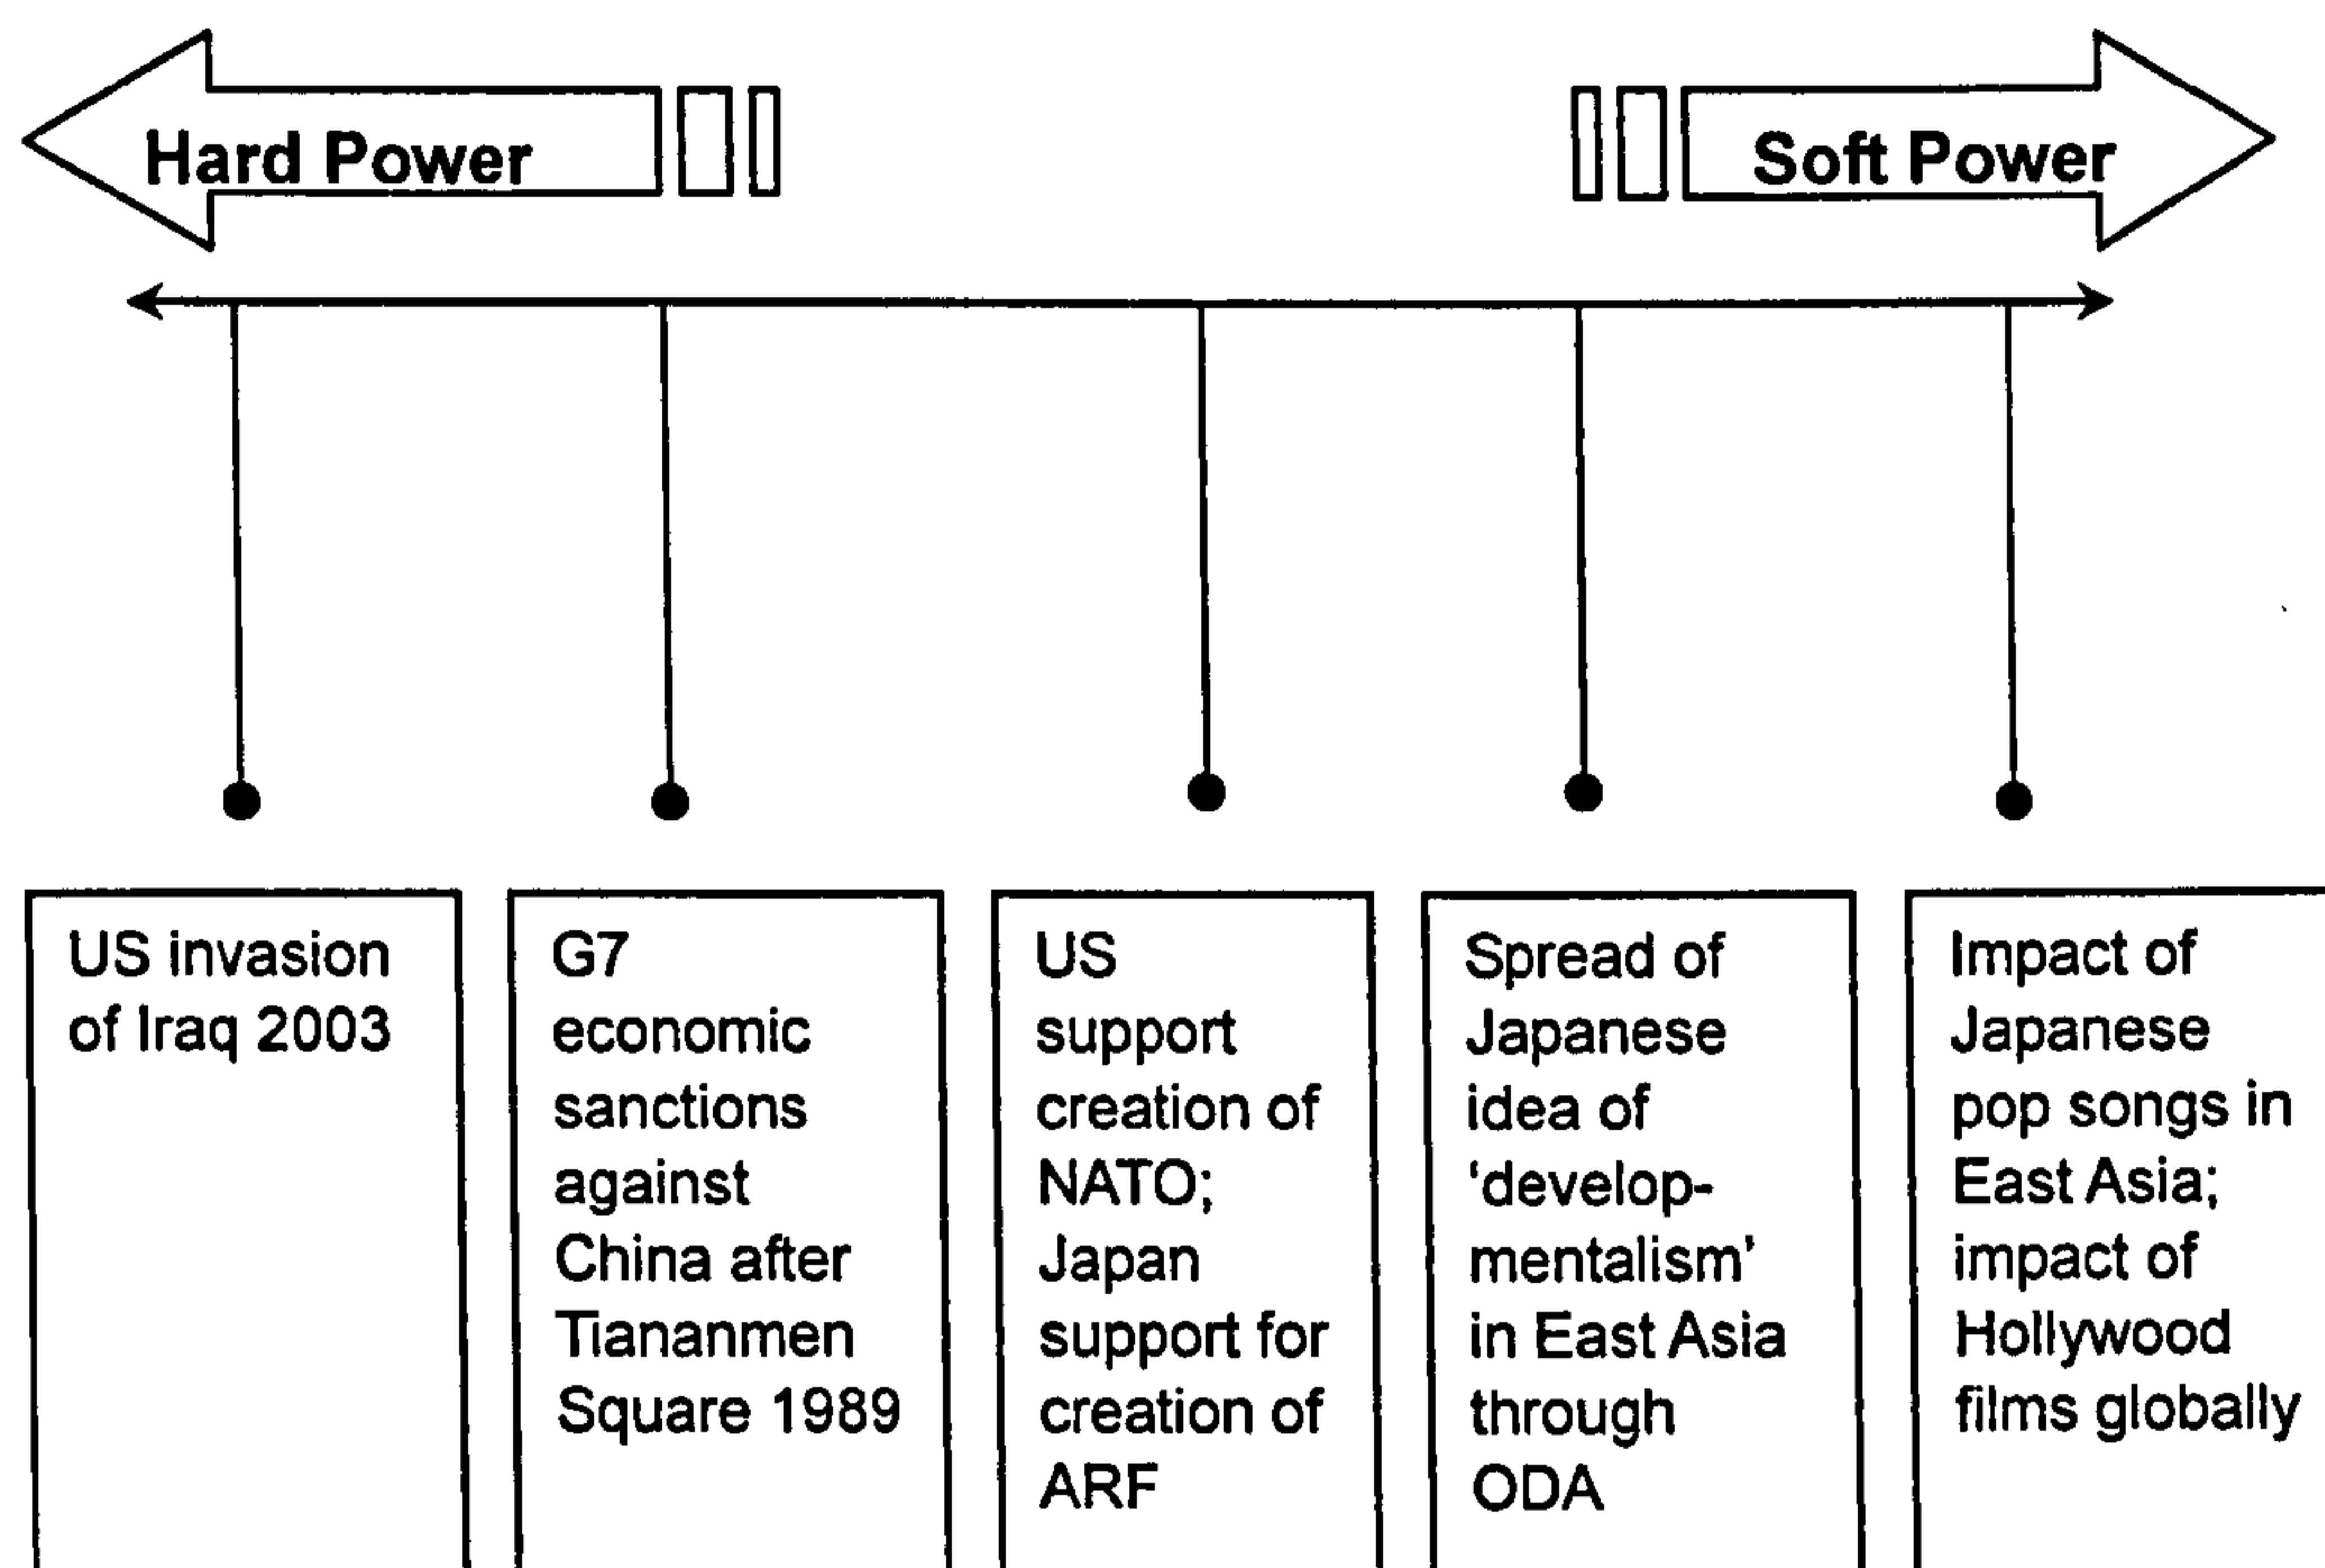 Hard Power
Soft Power
US invasion
of Iraq 2003
G7
economic
sanctions
against
China after
Tiananmen
Square 1989
US
support
creation of
NATO;
Japan
support for
creation of
ARF
Spread of
Japanese
idea of
‘develop-
mentalism’
in East Asia
through
ODA
Impact of
Japanese
pop songs in
East Asia;
impact of
Hollywood
films globally